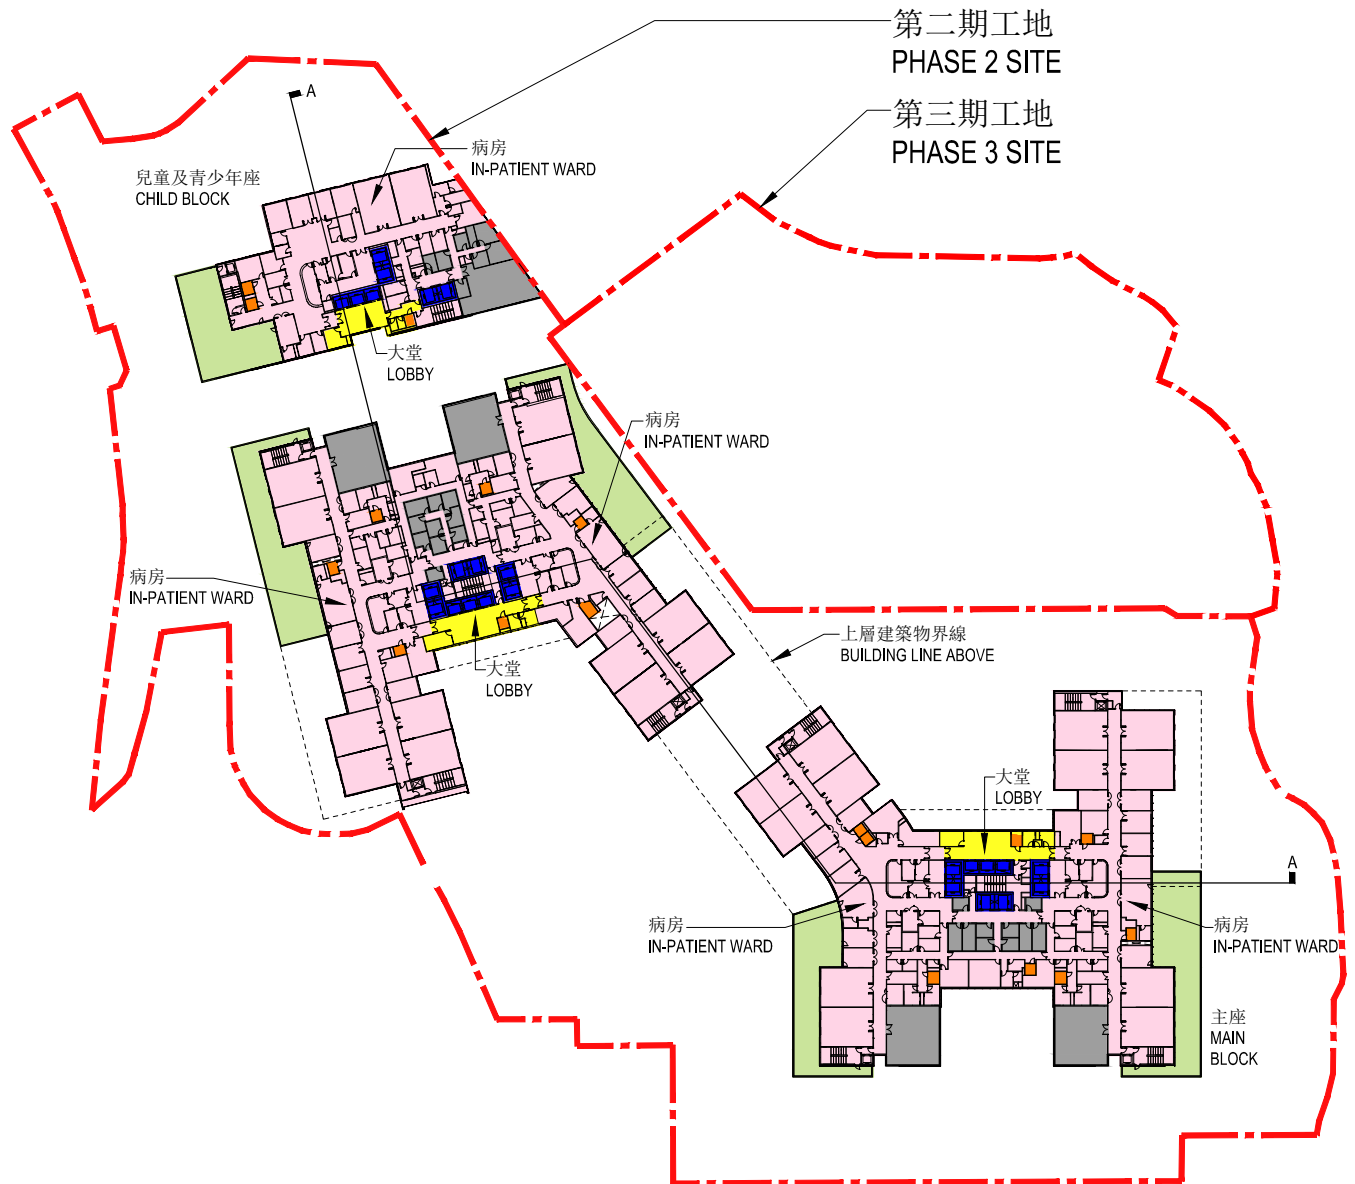 第二期工地
PHASE 2 SITE
第三期工地
PHASE 3 SITE
A
病房
IN-PATIENT WARD
兒童及青少年座
CHILD BLOCK
大堂
LOBBY
病房
IN-PATIENT WARD
病房
IN-PATIENT WARD
上層建築物界線
BUILDING LINE ABOVE
大堂
LOBBY
大堂
LOBBY
A
病房
IN-PATIENT WARD
病房
IN-PATIENT WARD
主座
MAIN
BLOCK